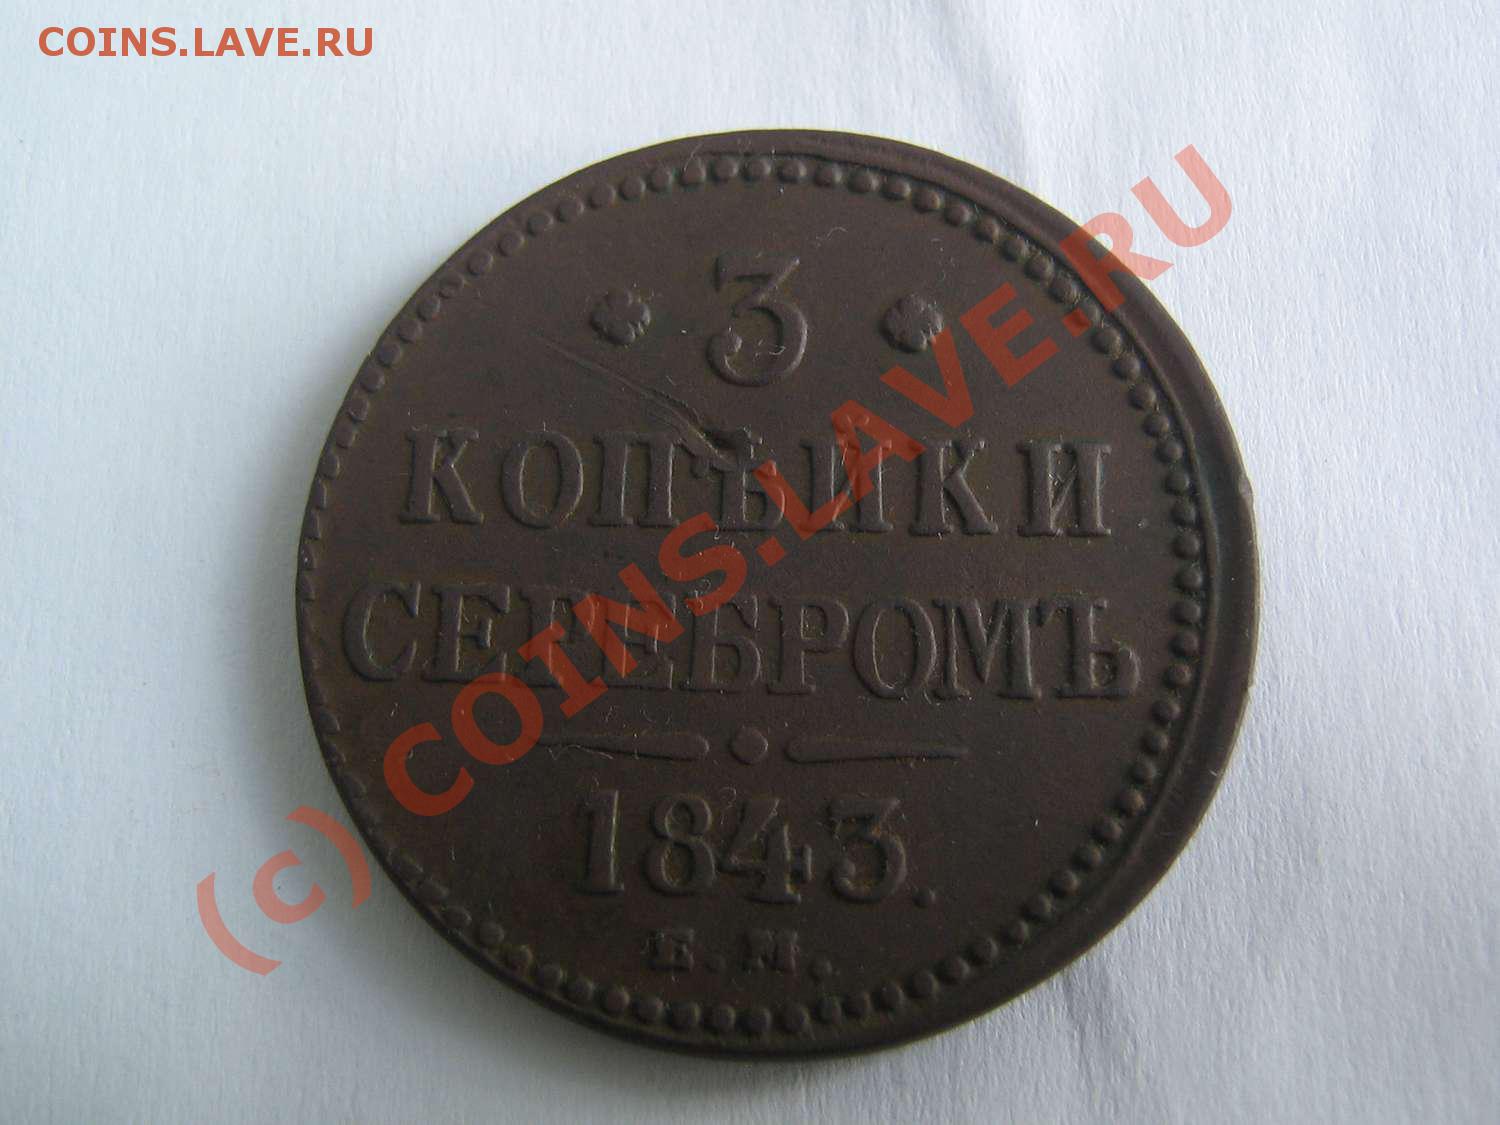 COINS.LAVE.RU
3
КОПѢЙКИ
СЕРЕБРОМЪ
1843.
Е.М.
(c) COINS.LAVE.RU